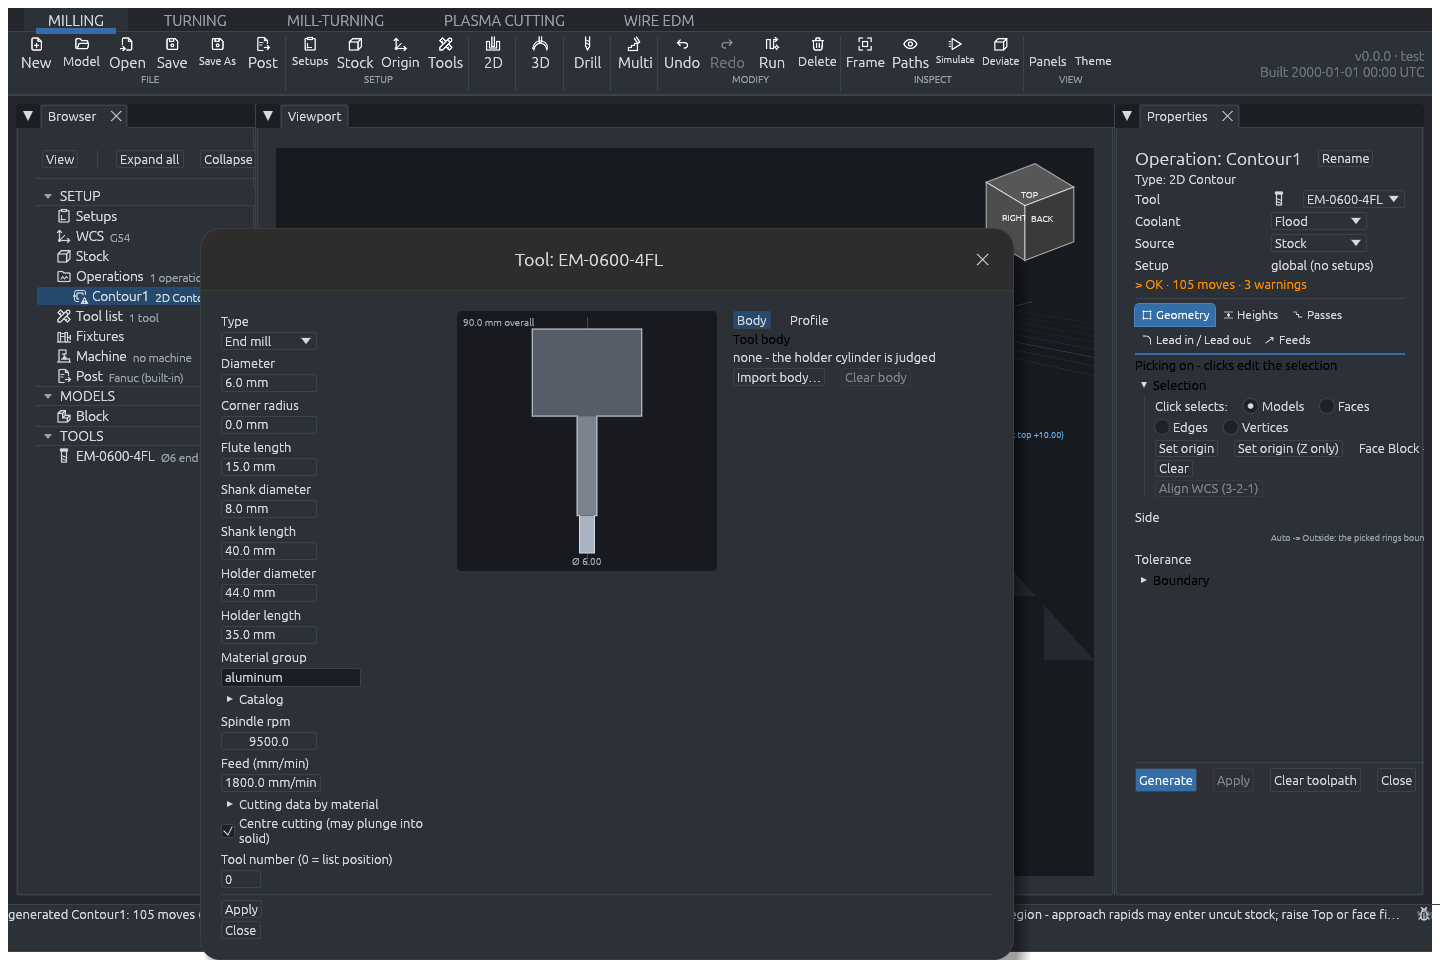 MILLING TURNING MILL-TURNING PLASMA CUTTING WIRE EDM
New Model Open Save Save As Post Setups Stock Origin Tools 2D 3D Drill Multi Undo Redo Run Delete Frame Paths Simulate Deviate Panels Theme
FILE SETUP MODIFY INSPECT VIEW
v0.0.0 · test
Built 2000-01-01 00:00 UTC
Browser
View Expand all Collapse
SETUP
Setups
WCS G54
Stock
Operations 1 operatio
Contour1 2D Conto
Tool list 1 tool
Fixtures
Machine no machine
Post Fanuc (built-in)
MODELS
Block
TOOLS
EM-0600-4FL Ø6 end
Viewport
TOP
RIGHT BACK
top +10.00)
Tool: EM-0600-4FL
Type
End mill
Diameter
6.0 mm
Corner radius
0.0 mm
Flute length
15.0 mm
Shank diameter
8.0 mm
Shank length
40.0 mm
Holder diameter
44.0 mm
Holder length
35.0 mm
Material group
aluminum
Catalog
Spindle rpm
9500.0
Feed (mm/min)
1800.0 mm/min
Cutting data by material
Centre cutting (may plunge into
solid)
Tool number (0 = list position)
0
Apply
Close
90.0 mm overall
Ø 6.00
Body Profile
Tool body
none - the holder cylinder is judged
Import body... Clear body
Properties
Operation: Contour1 Rename
Type: 2D Contour
Tool EM-0600-4FL
Coolant Flood
Source Stock
Setup global (no setups)
> OK · 105 moves · 3 warnings
Geometry Heights Passes
Lead in / Lead out Feeds
Picking on - clicks edit the selection
Selection
Click selects: Models Faces
Edges Vertices
Set origin Set origin (Z only) Face Block
Clear
Align WCS (3-2-1)
Side
Auto -> Outside: the picked rings boun
Tolerance
Boundary
Generate Apply Clear toolpath Close
generated Contour1: 105 moves
egion - approach rapids may enter uncut stock; raise Top or face fi...